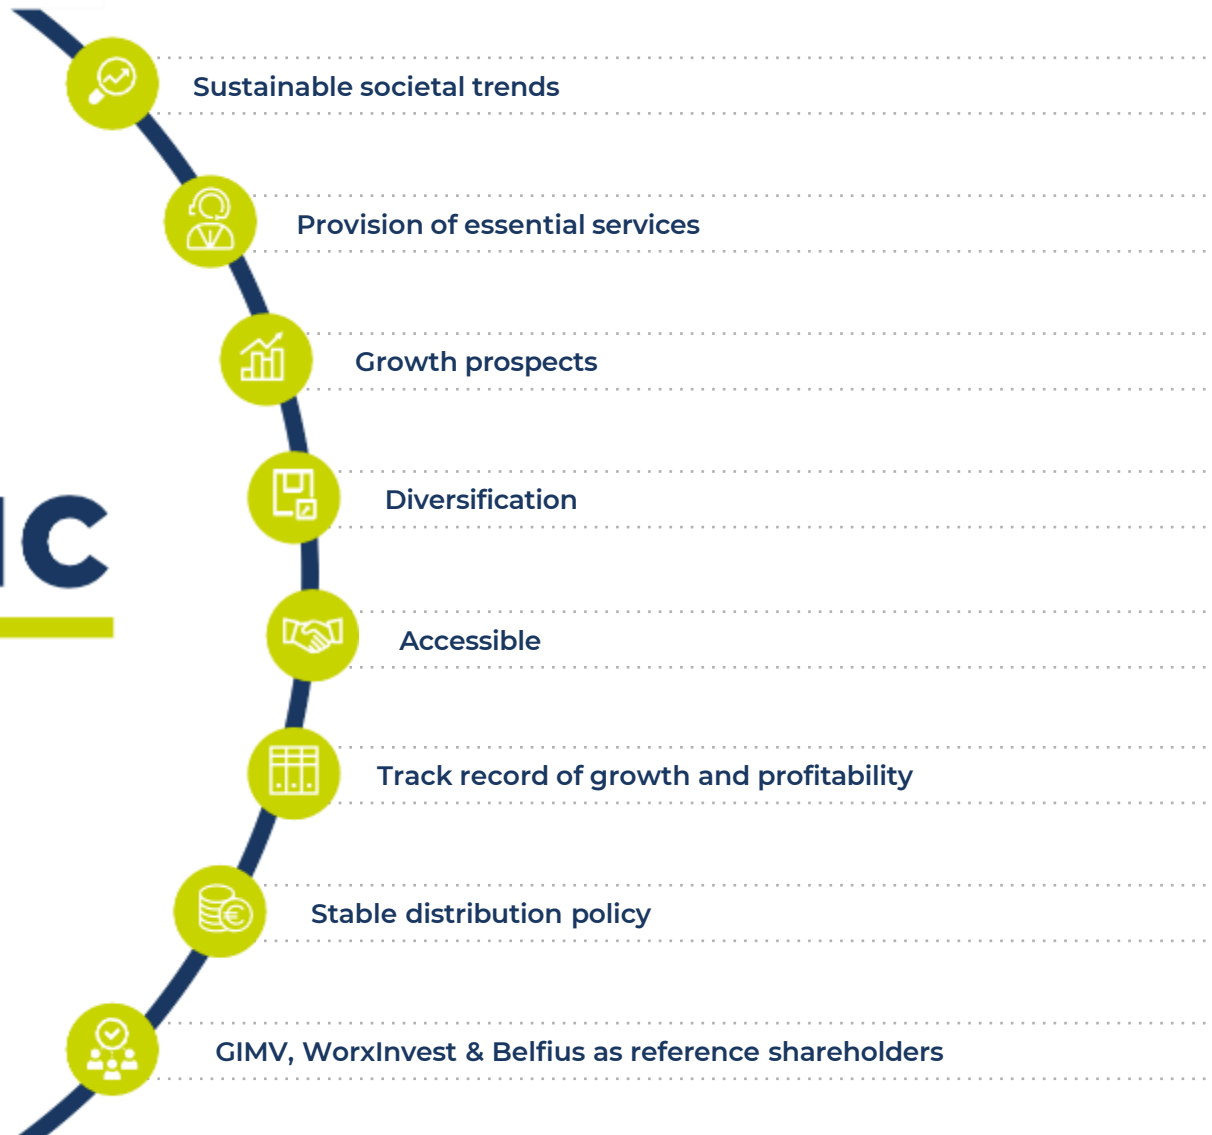 Sustainable societal trends
Provision of essential services
Growth prospects
Diversification
Accessible
Track record of growth and profitability
Stable distribution policy
GIMV, WorxInvest & Belfius as reference shareholders